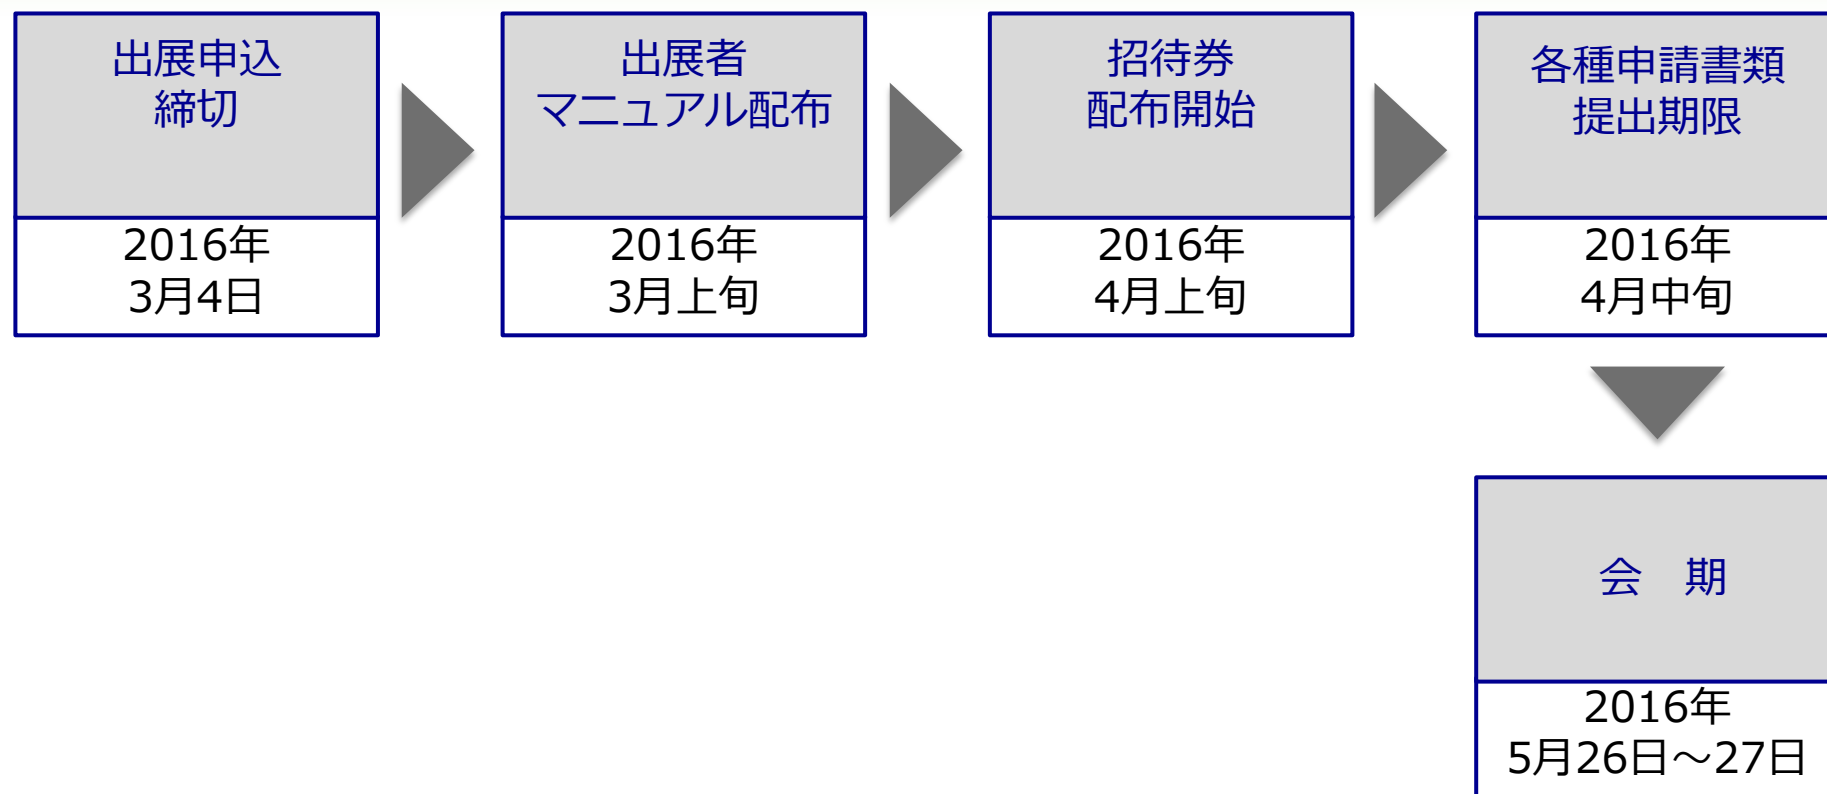 出展申込
締切
2016年
3月4日
出展者
マニュアル配布
2016年
3月上旬
招待券
配布開始
2016年
4月上旬
各種申請書類
提出期限
2016年
4月中旬
会　期
2016年
5月26日～27日